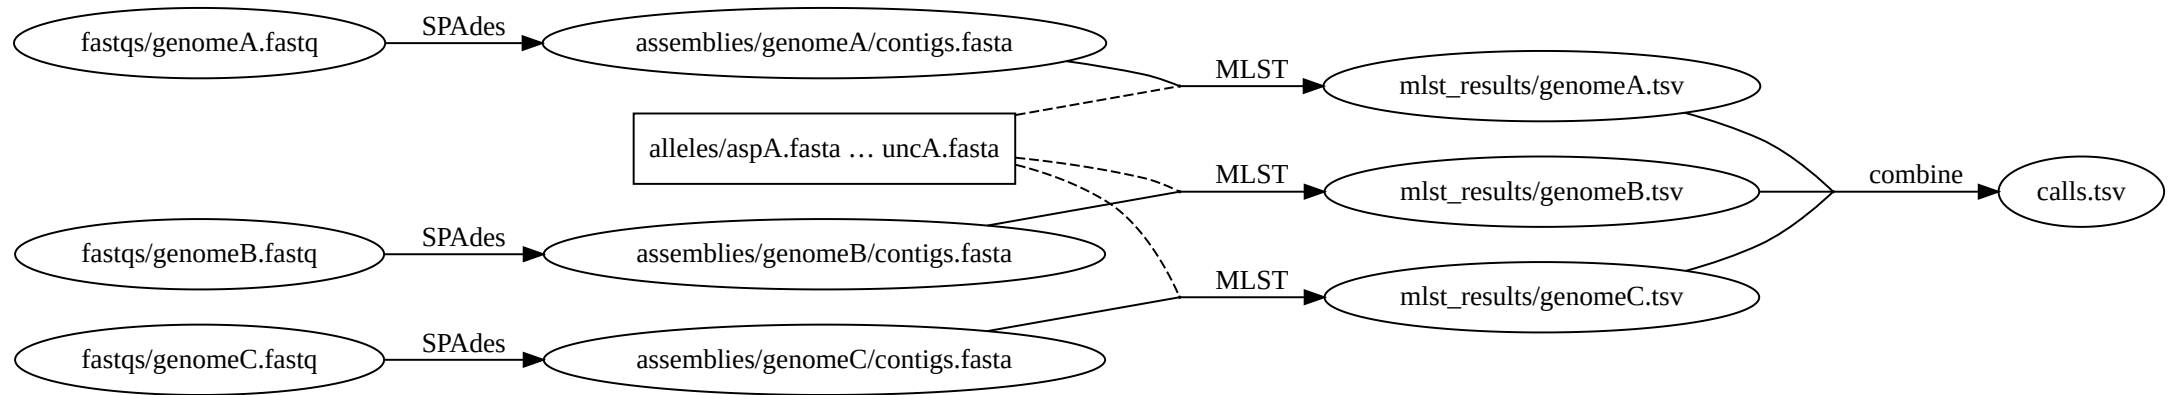 fastqs/genomeA.fastq
SPAdes
assemblies/genomeA/contigs.fasta
MLST
mlst_results/genomeA.tsv
alleles/aspA.fasta … uncA.fasta
MLST
mlst_results/genomeB.tsv
combine
calls.tsv
fastqs/genomeB.fastq
SPAdes
assemblies/genomeB/contigs.fasta
MLST
mlst_results/genomeC.tsv
fastqs/genomeC.fastq
SPAdes
assemblies/genomeC/contigs.fasta